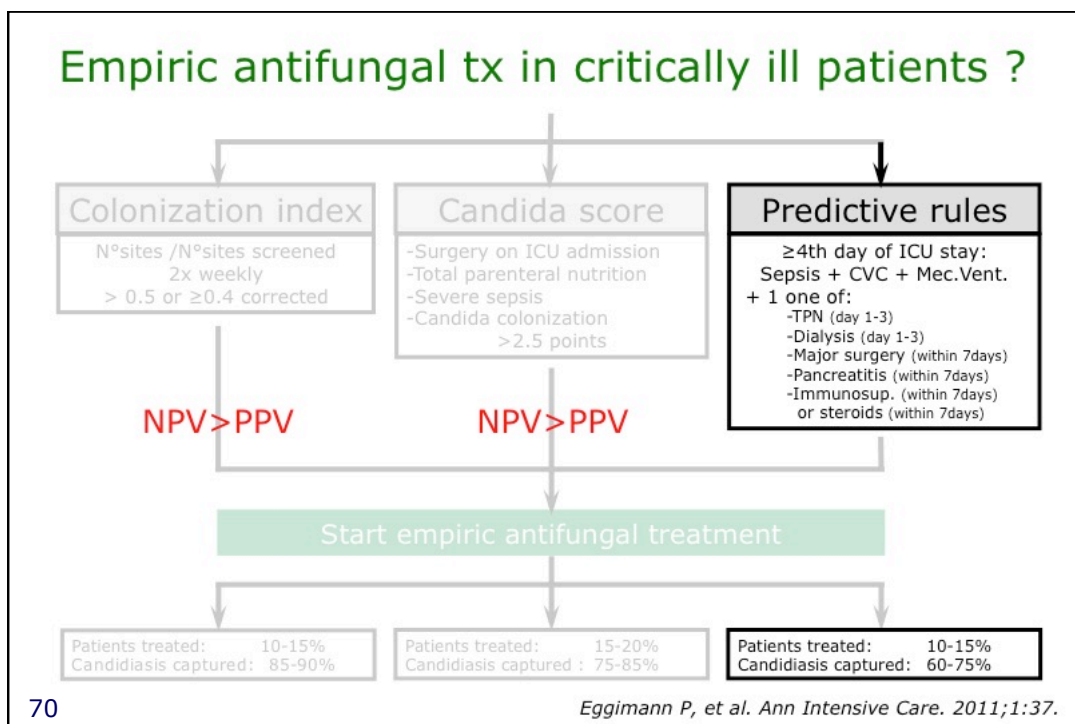 Empiric antifungal tx in critically ill patients ?
Colonization index
N°sites /N°sites screened
2x weekly
> 0.5 or ≥0.4 corrected
Candida score
-Surgery on ICU admission
-Total parenteral nutrition
-Severe sepsis
-Candida colonization
>2.5 points
Predictive rules
≥4th day of ICU stay:
Sepsis + CVC + Mec.Vent.
+ 1 one of:
-TPN (day 1-3)
-Dialysis (day 1-3)
-Major surgery (within 7days)
-Pancreatitis (within 7days)
-Immunosup. (within 7days)
or steroids (within 7days)
NPV>PPV
NPV>PPV
Start empiric antifungal treatment
Patients treated: 10-15%
Candidiasis captured: 85-90%
Patients treated: 15-20%
Candidiasis captured : 75-85%
Patients treated: 10-15%
Candidiasis captured: 60-75%
70
Eggimann P, et al. Ann Intensive Care. 2011;1:37.